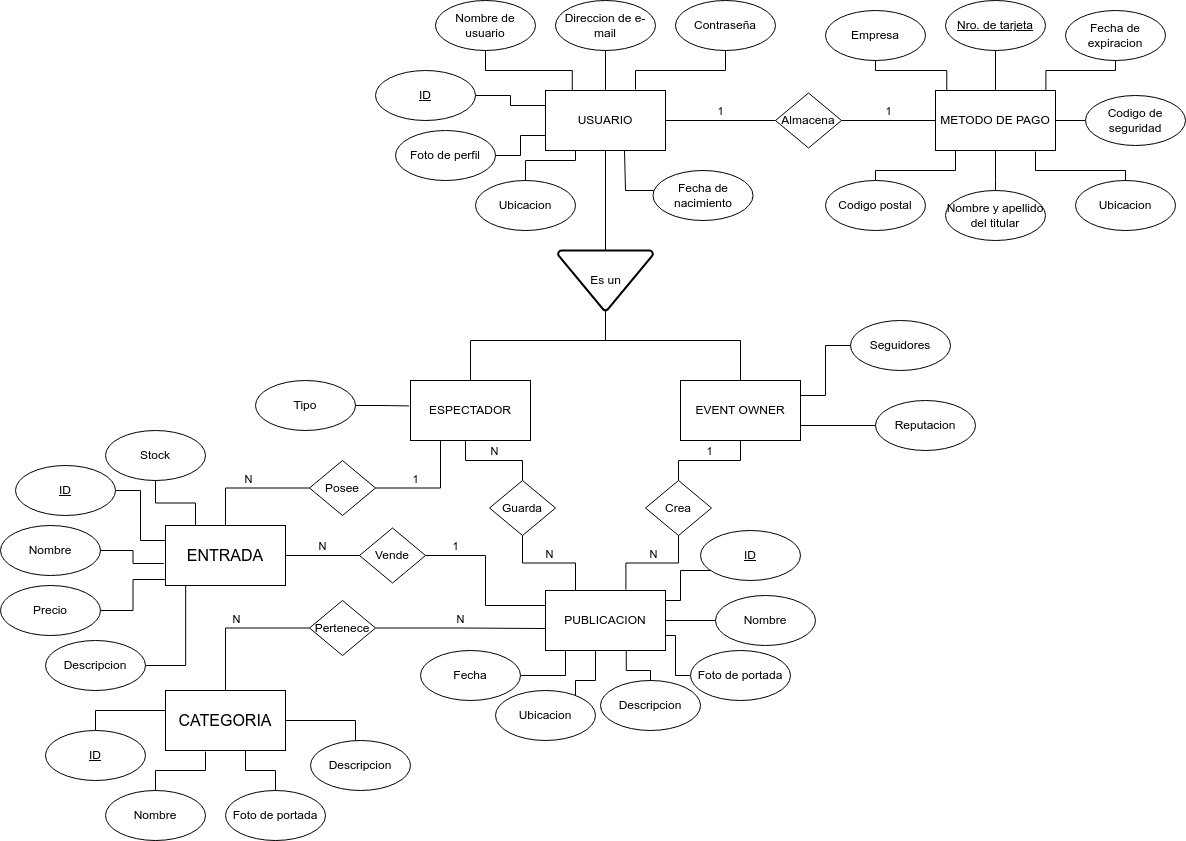 Nombre de
usuario
Direccion de e-
mail
Contraseña
Empresa
Nro. de tarjeta
Fecha de
expiracion
ID
USUARIO
1
Almacena
1
METODO DE PAGO
Codigo de
seguridad
Foto de perfil
Ubicacion
Fecha de
nacimiento
Codigo postal
Nombre y apellido
del titular
Ubicacion
Es un
Seguidores
Tipo
ESPECTADOR
EVENT OWNER
Reputacion
Stock
N
1
ID
N
Posee
1
Guarda
Crea
Nombre
ENTRADA
N
Vende
1
N
N
ID
Precio
N
Pertenece
N
PUBLICACION
Nombre
Descripcion
Fecha
Foto de portada
Ubicacion
Descripcion
CATEGORIA
ID
Descripcion
Nombre
Foto de portada